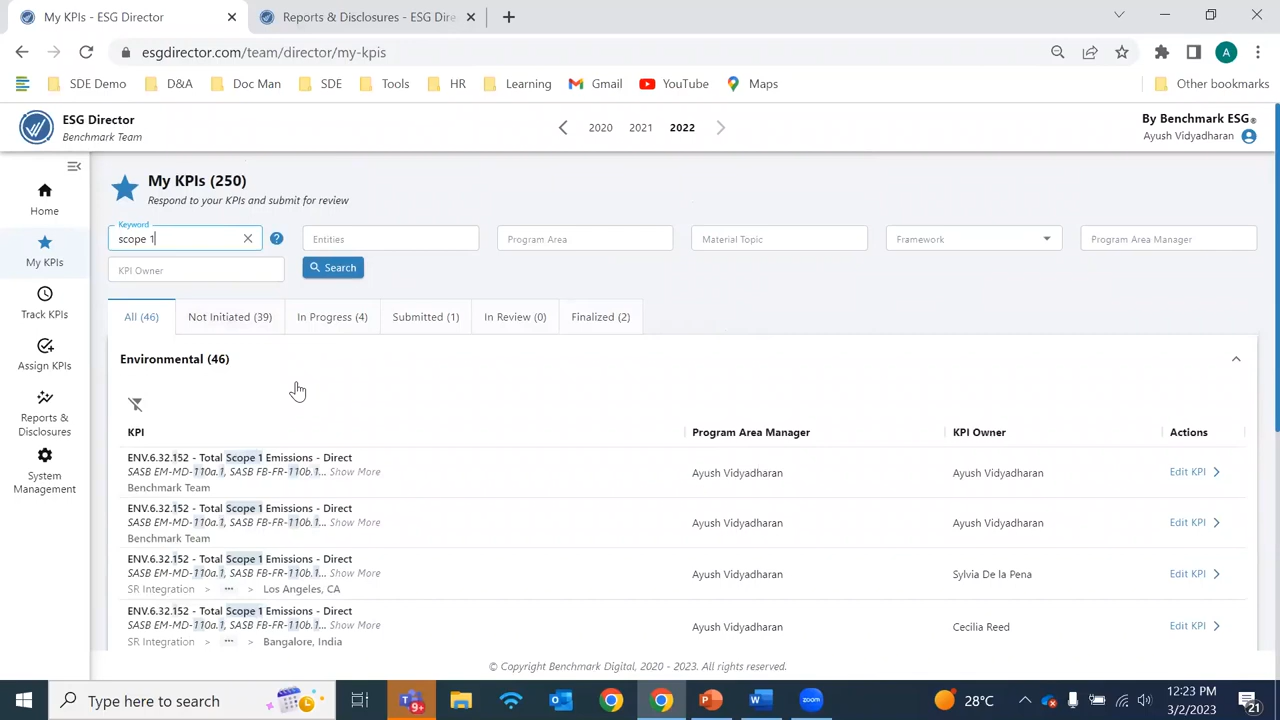 My KPIs - ESG Director
Reports & Disclosures - ESG Dire
esgdirector.com/team/director/my-kpis
A
SDE Demo
D&A
Doc Man
SDE
Tools
HR
Learning
Gmail
YouTube
Maps
Other bookmarks
ESG Director
Benchmark Team
2020
2021
2022
By Benchmark ESG®
Ayush Vidyadharan
Home
My KPIs
Track KPIs
Assign KPIs
Reports &
Disclosures
System
Management
My KPIs (250)
Respond to your KPIs and submit for review
Keyword
scope 1
?
Entities
Program Area
Material Topic
Framework
Program Area Manager
KPI Owner
Search
All (46)
Not Initiated (39)
In Progress (4)
Submitted (1)
In Review (0)
Finalized (2)
Environmental (46)
KPI
Program Area Manager
KPI Owner
Actions
ENV.6.32.152 - Total Scope 1 Emissions - Direct
SASB EM-MD-110a.1, SASB FB-FR-110b.1... Show More
Benchmark Team
Ayush Vidyadharan
Ayush Vidyadharan
Edit KPI
ENV.6.32.152 - Total Scope 1 Emissions - Direct
SASB EM-MD-110a.1, SASB FB-FR-110b.1... Show More
Benchmark Team
Ayush Vidyadharan
Ayush Vidyadharan
Edit KPI
ENV.6.32.152 - Total Scope 1 Emissions - Direct
SASB EM-MD-110a.1, SASB FB-FR-110b.1... Show More
SR Integration > ··· > Los Angeles, CA
Ayush Vidyadharan
Sylvia De la Pena
Edit KPI
ENV.6.32.152 - Total Scope 1 Emissions - Direct
SASB EM-MD-110a.1, SASB FB-FR-110b.1... Show More
SR Integration > ··· > Bangalore, India
Ayush Vidyadharan
Cecilia Reed
Edit KPI
© Copyright Benchmark Digital, 2020 - 2023. All rights reserved.
Type here to search
9+
28°C
12:23 PM
3/2/2023
21